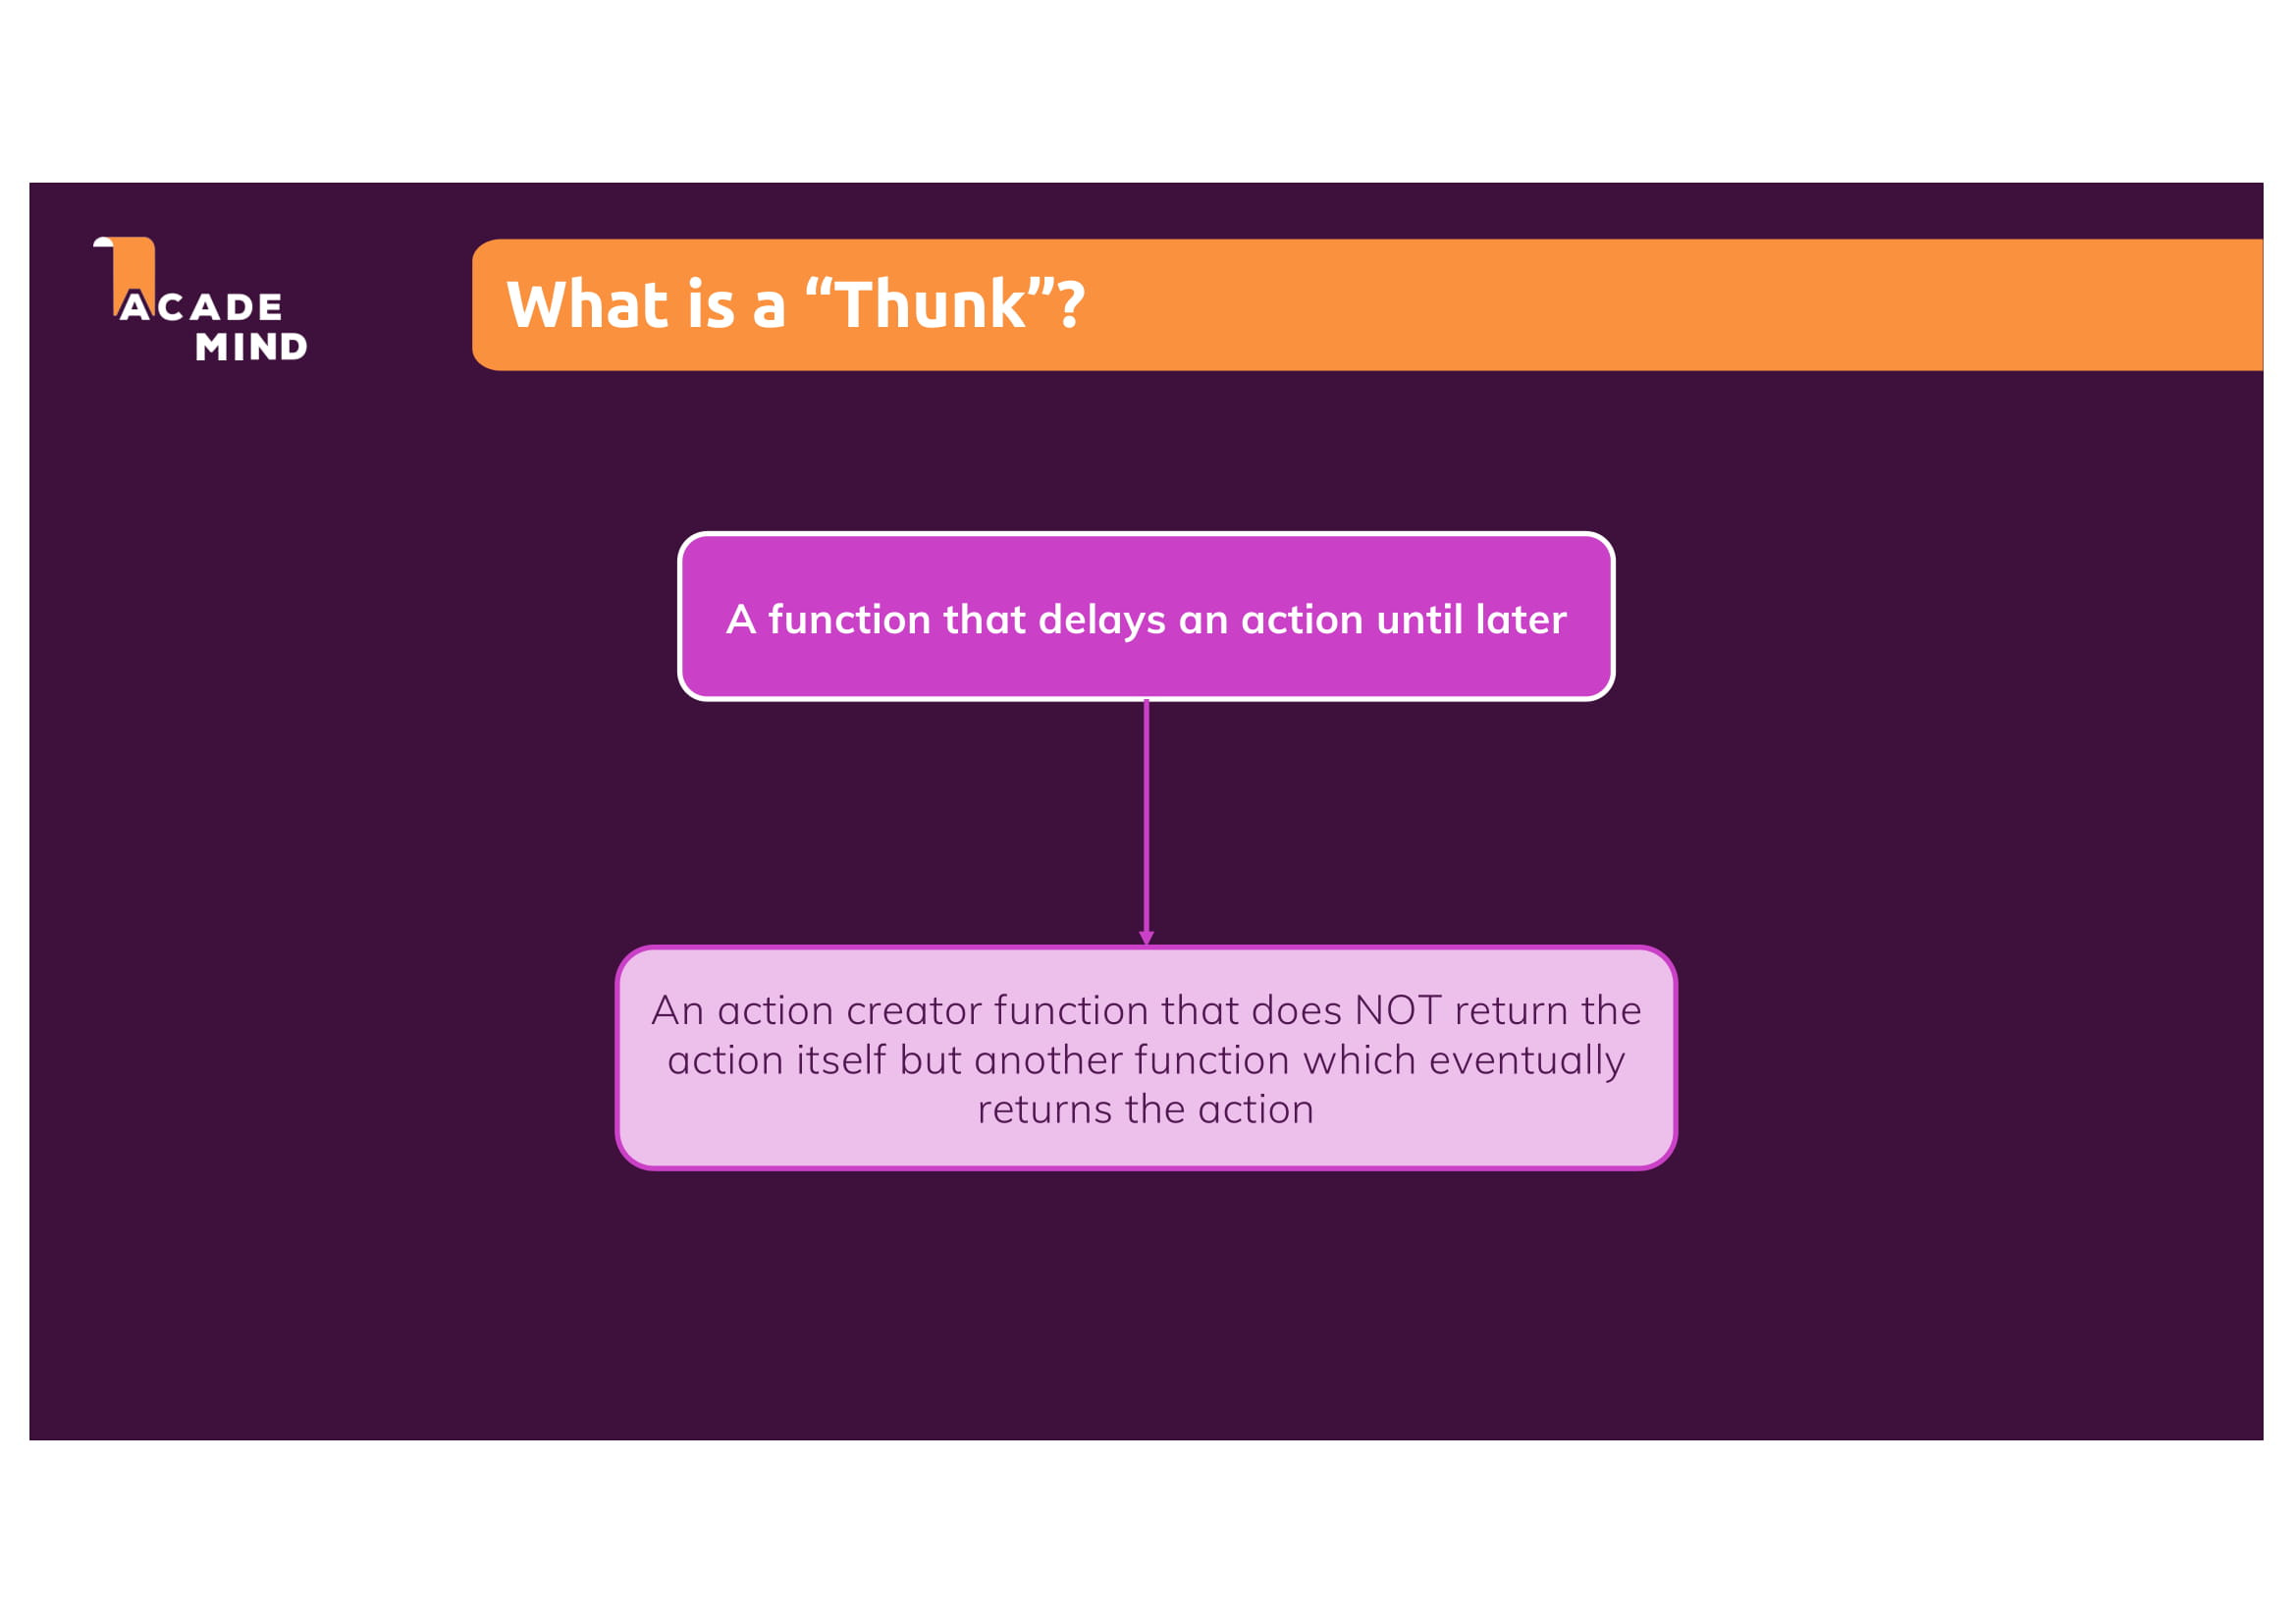 ACADE
MIND
What is a “Thunk”?
A function that delays an action until later
An action creator function that does NOT return the
action itself but another function which eventually
returns the action